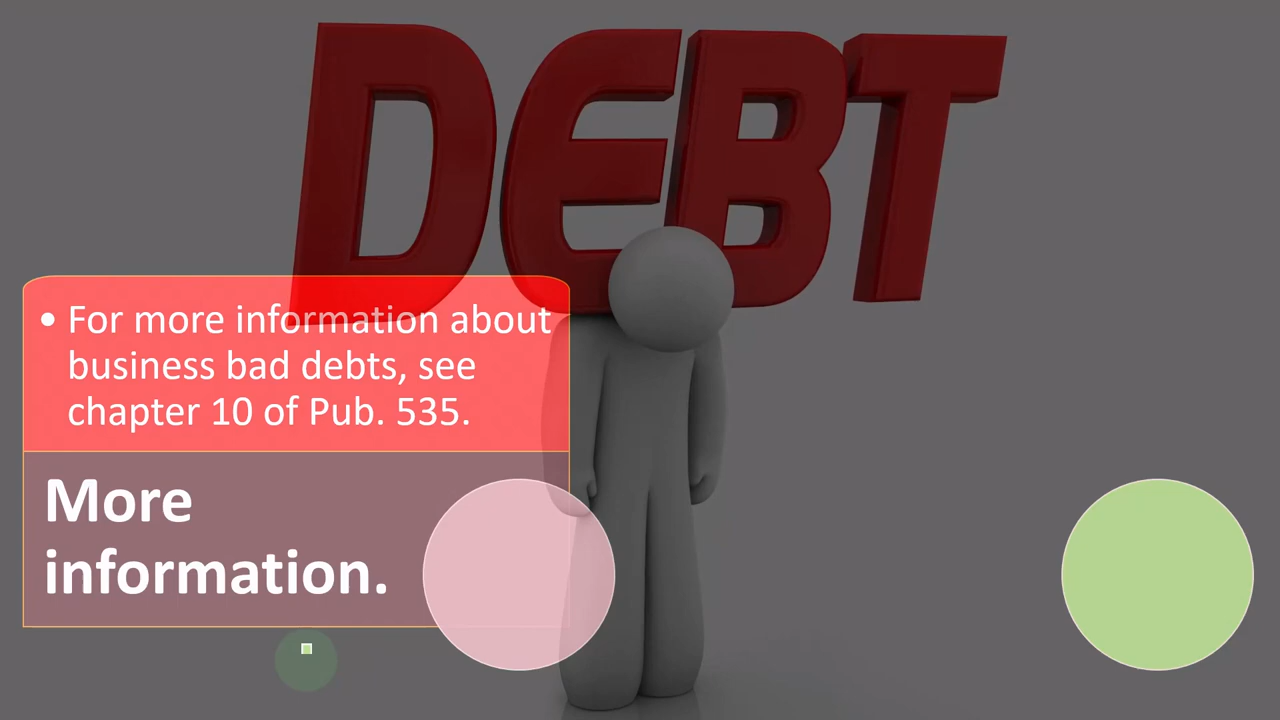 DEBT
• For more information about
business bad debts, see
chapter 10 of Pub. 535.
More
information.